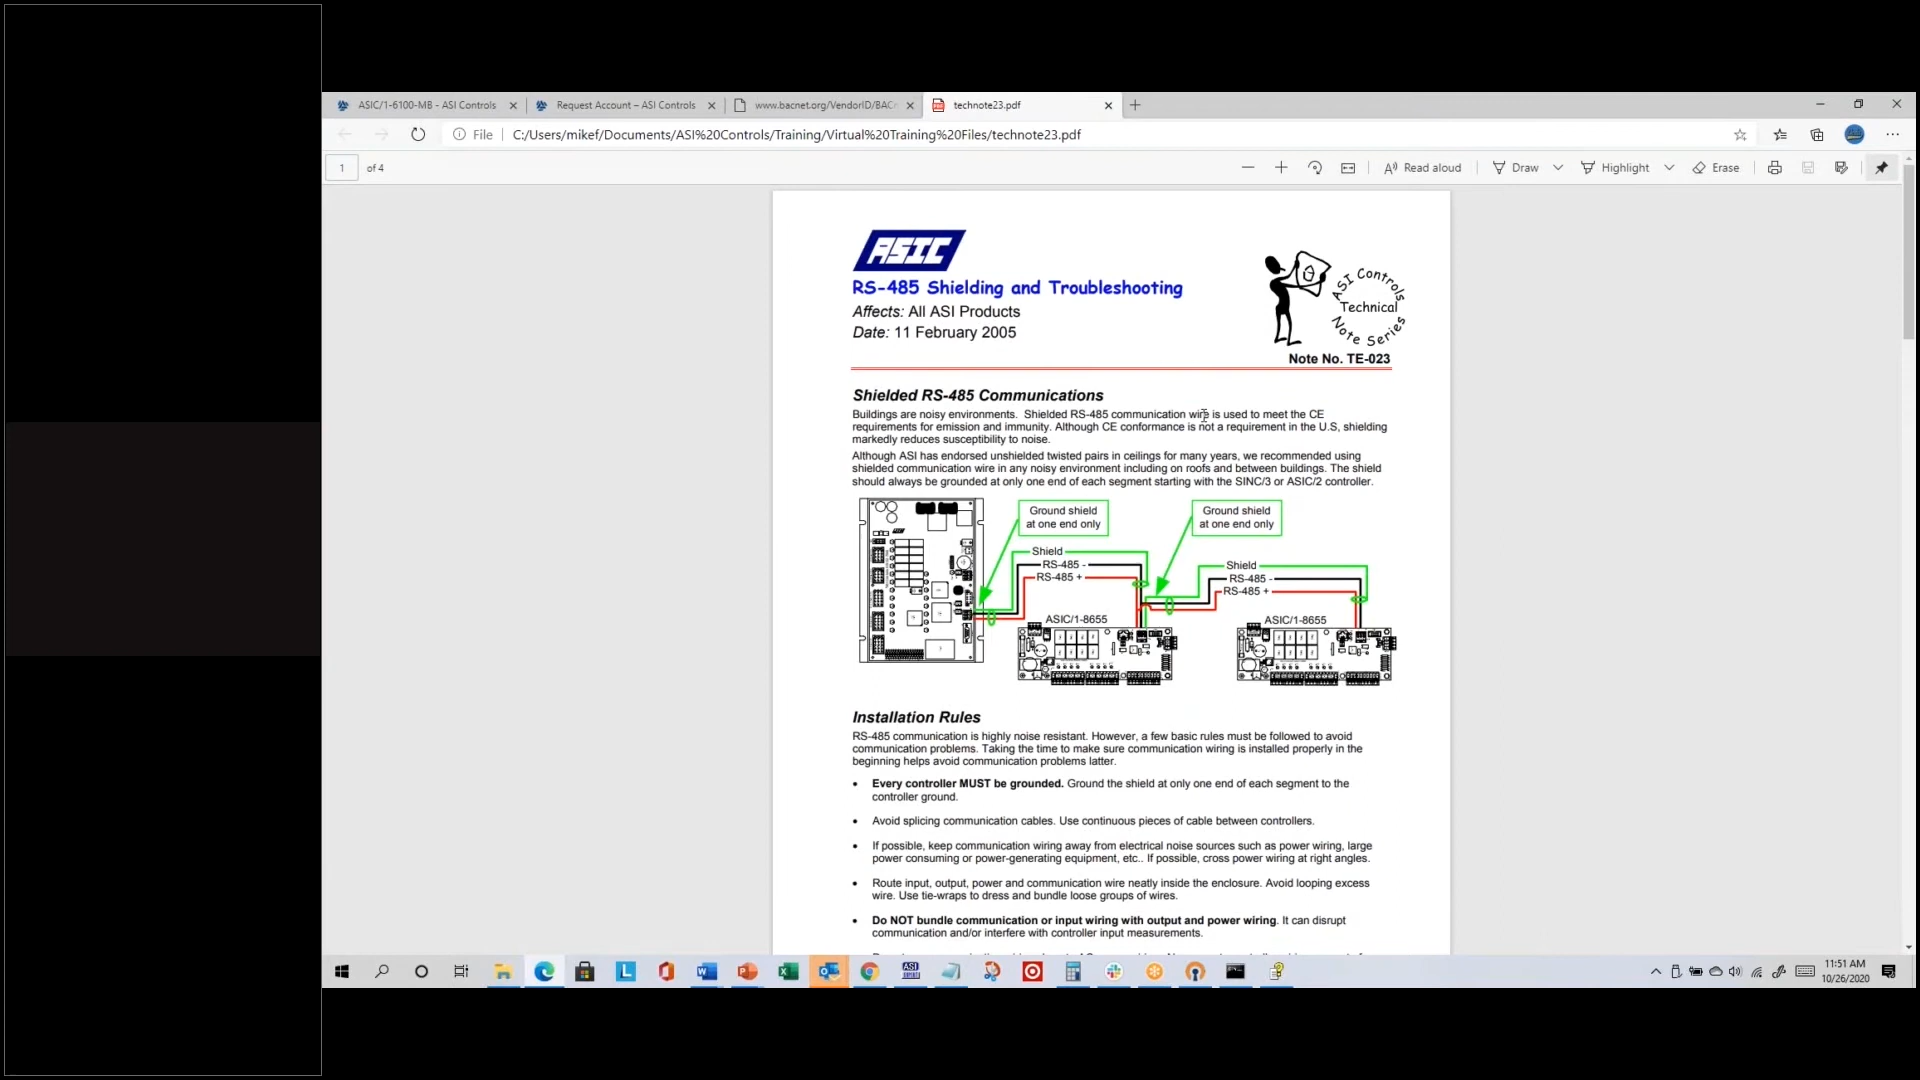 ASIC/1-6100-MB - ASI Controls
Request Account – ASI Controls
www.bacnet.org/VendorID/BAC
technote23.pdf
File
C:/Users/mikef/Documents/ASI%20Controls/Training/Virtual%20Training%20Files/technote23.pdf
1 of 4
Read aloud
Draw
Highlight
Erase
ASIC
RS-485 Shielding and Troubleshooting
Affects: All ASI Products
Date: 11 February 2005
ASI Controls
Technical
Note Series
Note No. TE-023
Shielded RS-485 Communications
Buildings are noisy environments. Shielded RS-485 communication wire is used to meet the CE
requirements for emission and immunity. Although CE conformance is not a requirement in the U.S, shielding
markedly reduces susceptibility to noise.
Although ASI has endorsed unshielded twisted pairs in ceilings for many years, we recommended using
shielded communication wire in any noisy environment including on roofs and between buildings. The shield
should always be grounded at only one end of each segment starting with the SINC/3 or ASIC/2 controller.
Ground shield
at one end only
Ground shield
at one end only
Shield
RS-485 -
RS-485 +
Shield
RS-485 -
RS-485 +
ASIC/1-8655
ASIC/1-8655
Installation Rules
RS-485 communication is highly noise resistant. However, a few basic rules must be followed to avoid
communication problems. Taking the time to make sure communication wiring is installed properly in the
beginning helps avoid communication problems latter.
• Every controller MUST be grounded. Ground the shield at only one end of each segment to the
controller ground.
• Avoid splicing communication cables. Use continuous pieces of cable between controllers.
• If possible, keep communication wiring away from electrical noise sources such as power wiring, large
power consuming or power-generating equipment, etc.. If possible, cross power wiring at right angles.
• Route input, output, power and communication wire neatly inside the enclosure. Avoid looping excess
wire. Use tie-wraps to dress and bundle loose groups of wires.
• Do NOT bundle communication or input wiring with output and power wiring. It can disrupt
communication and/or interfere with controller input measurements.
11:51 AM
10/26/2020